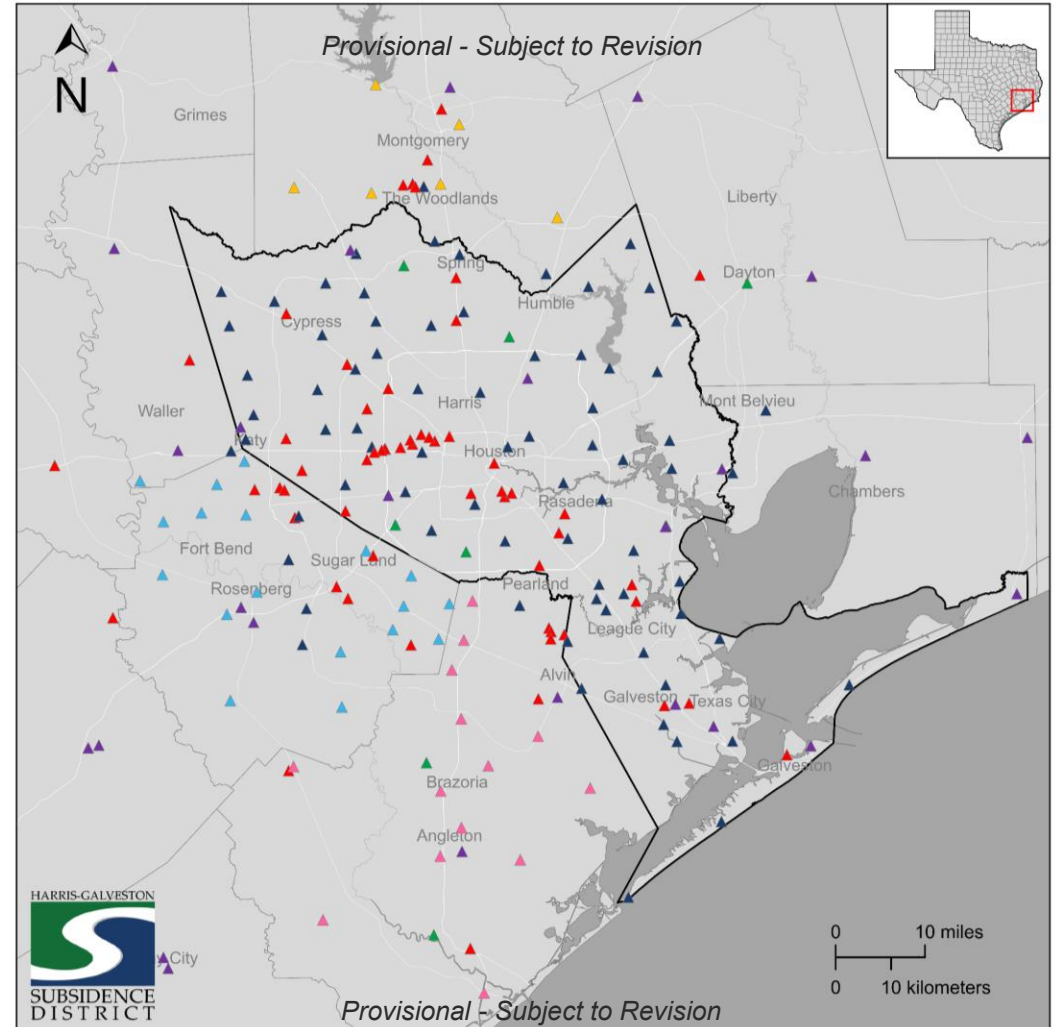 Provisional - Subject to Revision
N
Grimes
Montgomery
The Woodlands
Liberty
Spring
Dayton
Humble
Cypress
Harris
Mont Belvieu
Waller
Katy
Houston
Chambers
Pasadena
Fort Bend
Sugar Land
Rosenberg
Pearland
League City
Alvin
Galveston
Texas City
Galveston
Brazoria
Angleton
HARRIS-GALVESTON
SUBSIDENCE
DISTRICT
y City
0 10 miles
0 10 kilometers
Provisional - Subject to Revision